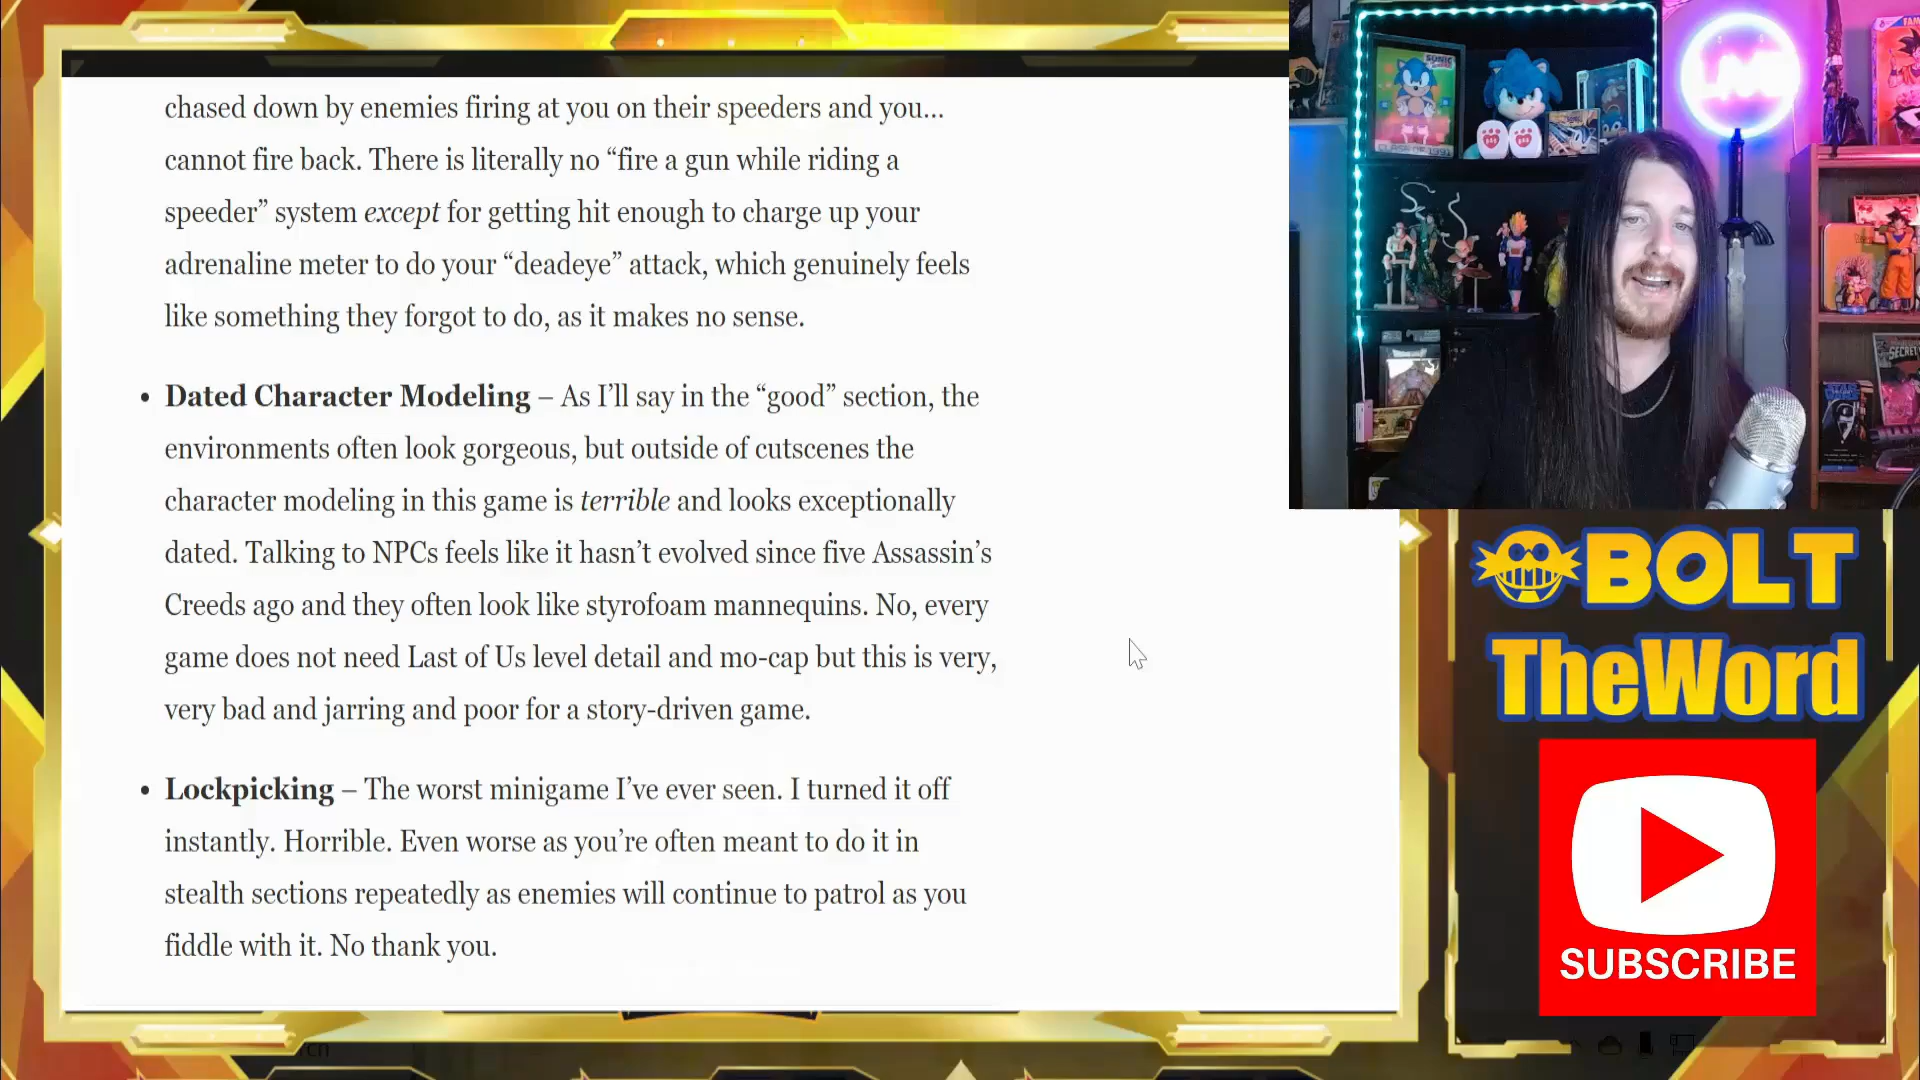 chased down by enemies firing at you on their speeders and you...
cannot fire back. There is literally no “fire a gun while riding a
speeder” system except for getting hit enough to charge up your
adrenaline meter to do your “deadeye” attack, which genuinely feels
like something they forgot to do, as it makes no sense.
• Dated Character Modeling – As I’ll say in the “good” section, the
environments often look gorgeous, but outside of cutscenes the
character modeling in this game is terrible and looks exceptionally
dated. Talking to NPCs feels like it hasn’t evolved since five Assassin’s
Creeds ago and they often look like styrofoam mannequins. No, every
game does not need Last of Us level detail and mo-cap but this is very,
very bad and jarring and poor for a story-driven game.
• Lockpicking – The worst minigame I’ve ever seen. I turned it off
instantly. Horrible. Even worse as you’re often meant to do it in
stealth sections repeatedly as enemies will continue to patrol as you
fiddle with it. No thank you.
SONIC
CLASS OF 1991
BOLT
TheWord
SUBSCRIBE